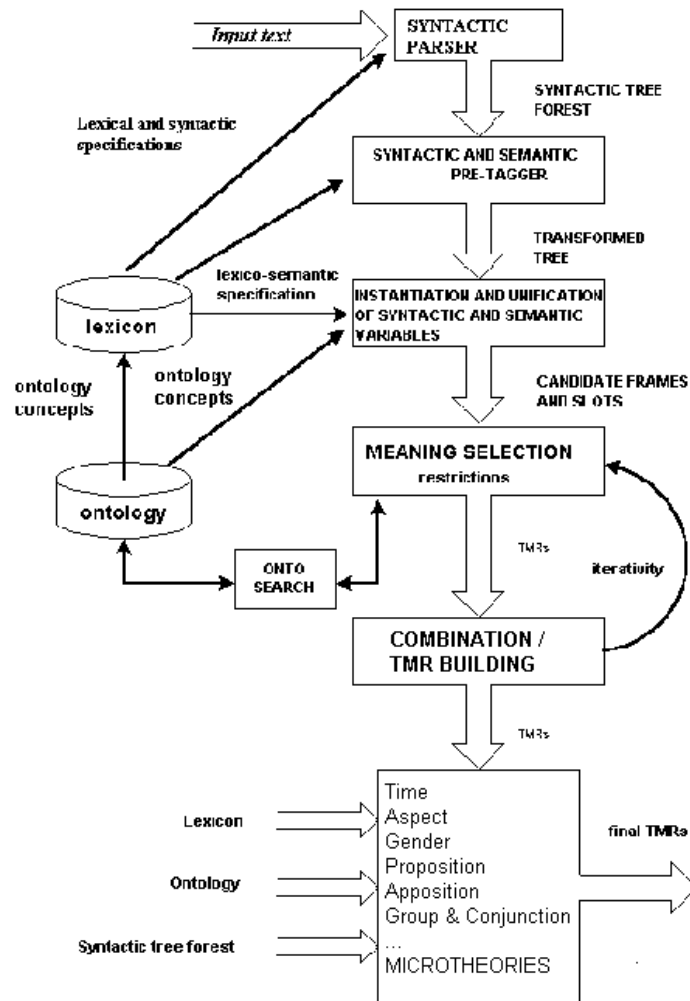 Input text
SYNTACTIC
PARSER
SYNTACTIC TREE
FOREST
Lexical and syntactic
specifications
SYNTACTIC AND SEMANTIC
PRE-TAGGER
TRANSFORMED
TREE
lexico-semantic
specification
lexicon
INSTANTIATION AND UNIFICATION
OF SYNTACTIC AND SEMANTIC
VARIABLES
ontology
concepts
ontology
concepts
CANDIDATE FRAMES
AND SLOTS
MEANING SELECTION
restrictions
ontology
ONTO
SEARCH
TMRs
iterativity
COMBINATION /
TMR BUILDING
TMRs
Time
Aspect
Gender
Proposition
Apposition
Group & Conjunction
...
MICROTHEORIES
Lexicon
Ontology
Syntactic tree forest
final TMRs